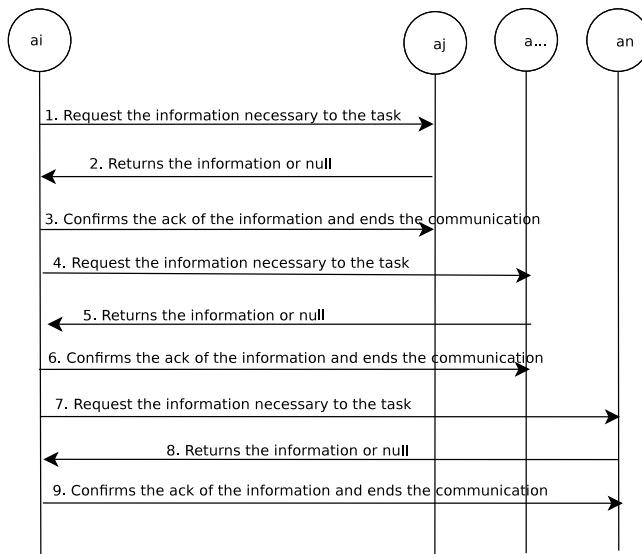 ai
aj
a...
an
1. Request the information necessary to the task
2. Returns the information or null
3. Confirms the ack of the information and ends the communication
4. Request the information necessary to the task
5. Returns the information or null
6. Confirms the ack of the information and ends the communication
7. Request the information necessary to the task
8. Returns the information or null
9. Confirms the ack of the information and ends the communication